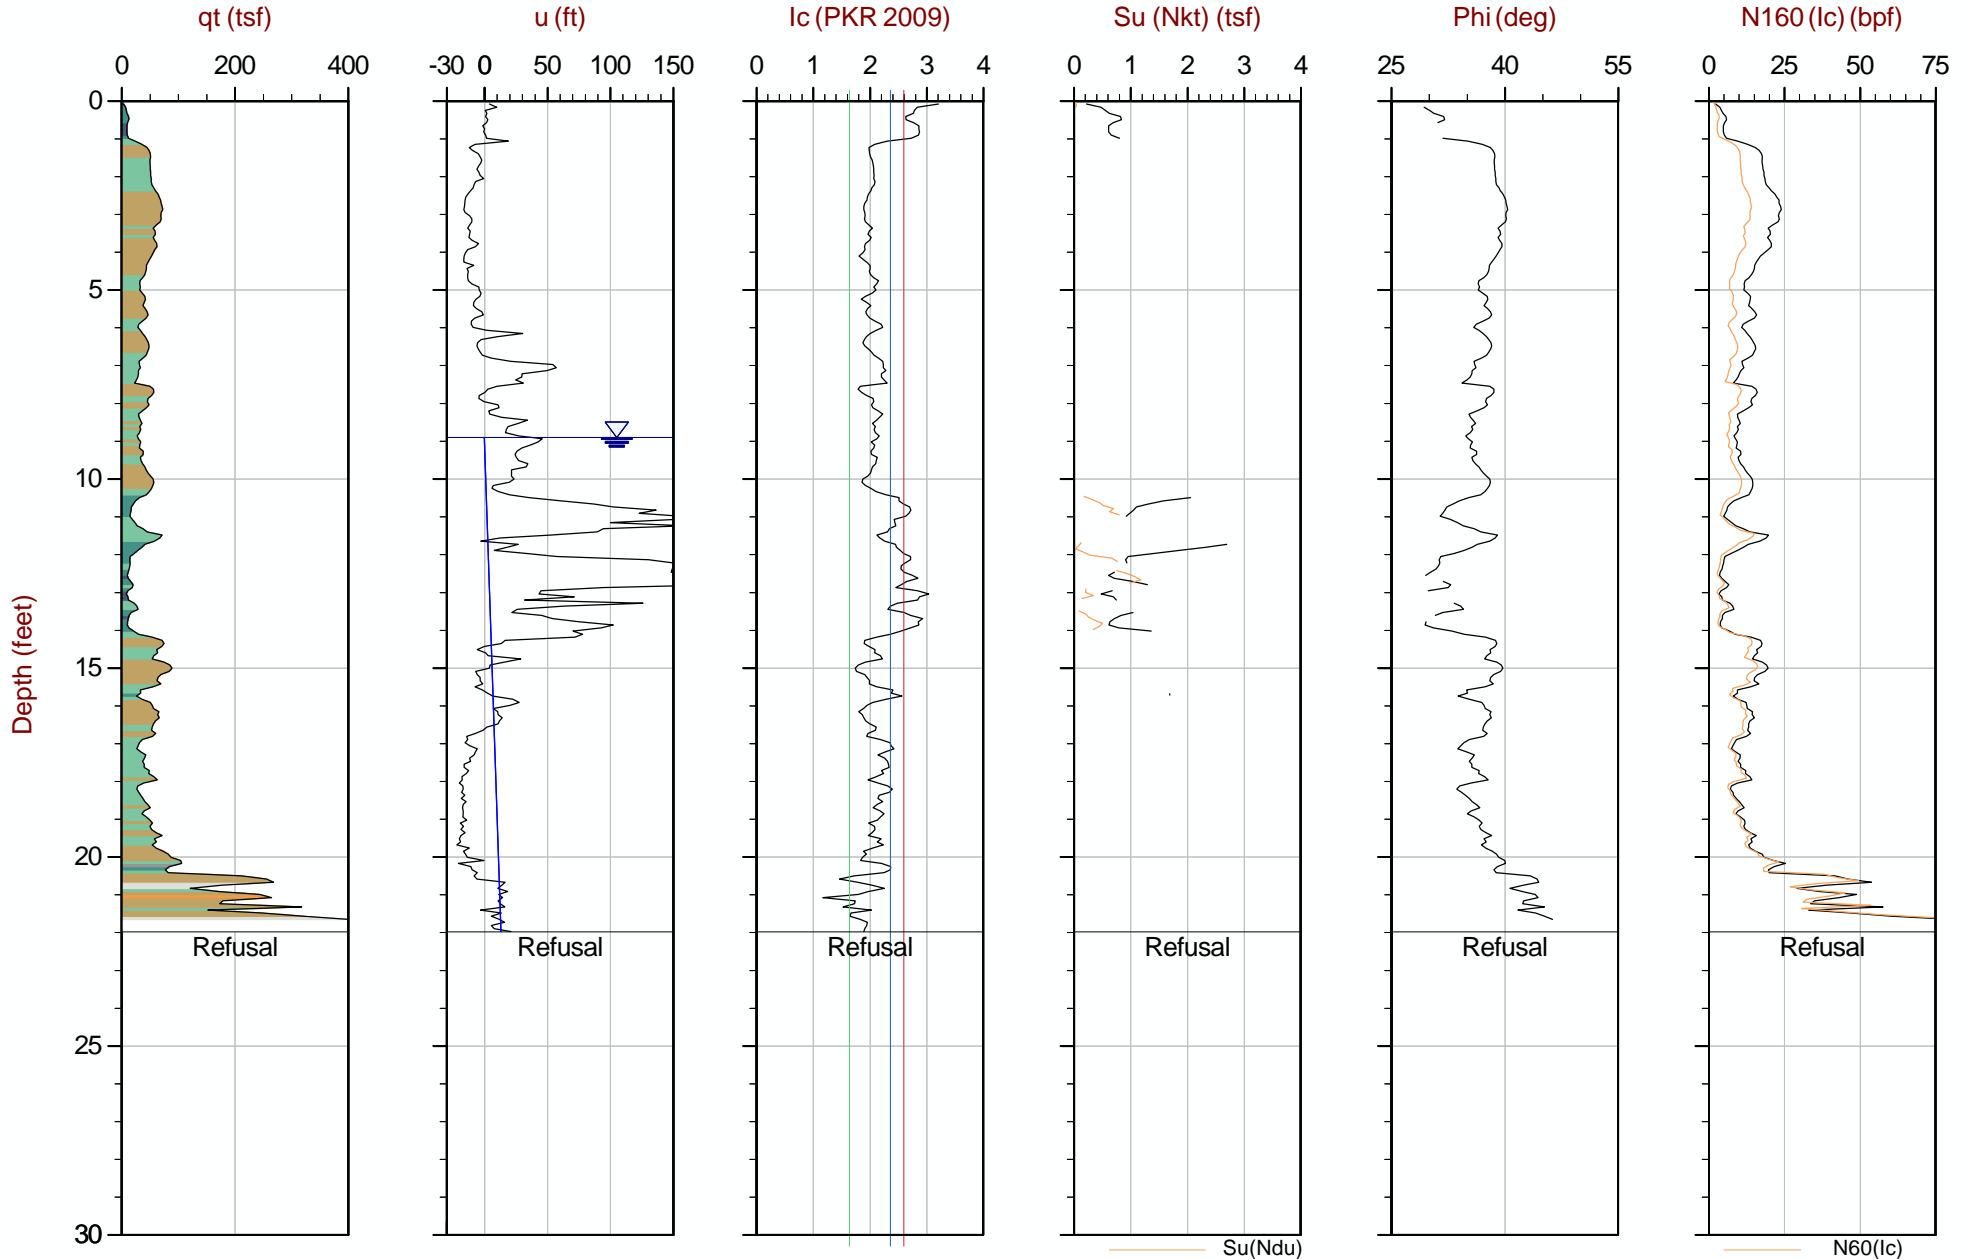 qt (tsf) u (ft) Ic (PKR 2009) Su (Nkt) (tsf) Phi (deg) N160 (Ic) (bpf)
0 200 400 -30 0 50 100 150 0 1 2 3 4 0 1 2 3 4 25 40 55 0 25 50 75
0
5
10
15
20
Refusal Refusal Refusal Refusal Refusal Refusal
25
30
Depth (feet)
Su(Ndu) N60(Ic)